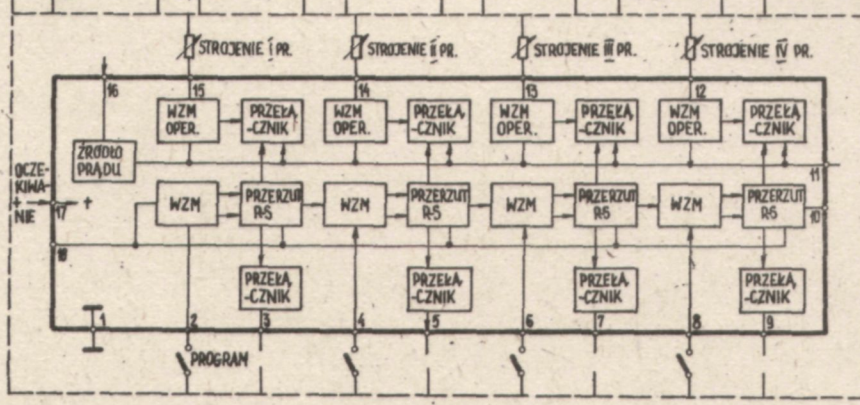 STROJENIE I PR.
STROJENIE II PR.
STROJENIE III PR.
STROJENIE IV PR.
16
15
14
13
12
WZM OPER.
PRZEŁĄ-
-CZNIK
WZM
OPER.
PRZEŁĄ-
-CZNIK
WZM
OPER.
PRZEŁĄ-
-CZNIK
WZM
OPER.
PRZEŁĄ-
-CZNIK
ŹRÓDŁO
PRĄDU
11
OCZE-
KIWA-
+
NIE
17
+
WZM
PRZERZUT
R-S
WZM
PRZERZUT
R-S
WZM
PRZERZUT
R-S
WZM
PRZERZUT
R-S
10
18
PRZEŁĄ-
-CZNIK
PRZEŁĄ-
-CZNIK
PRZEŁĄ-
-CZNIK
PRZEŁĄ-
-CZNIK
1
2
3
4
5
6
7
8
9
PROGRAM